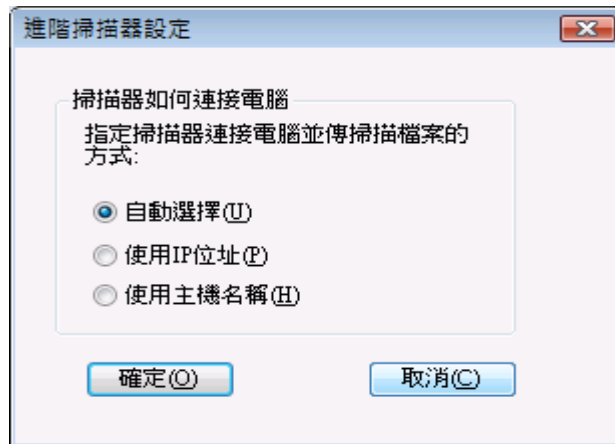 進階掃描器設定
掃描器如何連接電腦
指定掃描器連接電腦並傳掃描檔案的
方式:
自動選擇(U)
使用IP位址(P)
使用主機名稱(H)
確定(O)
取消(C)